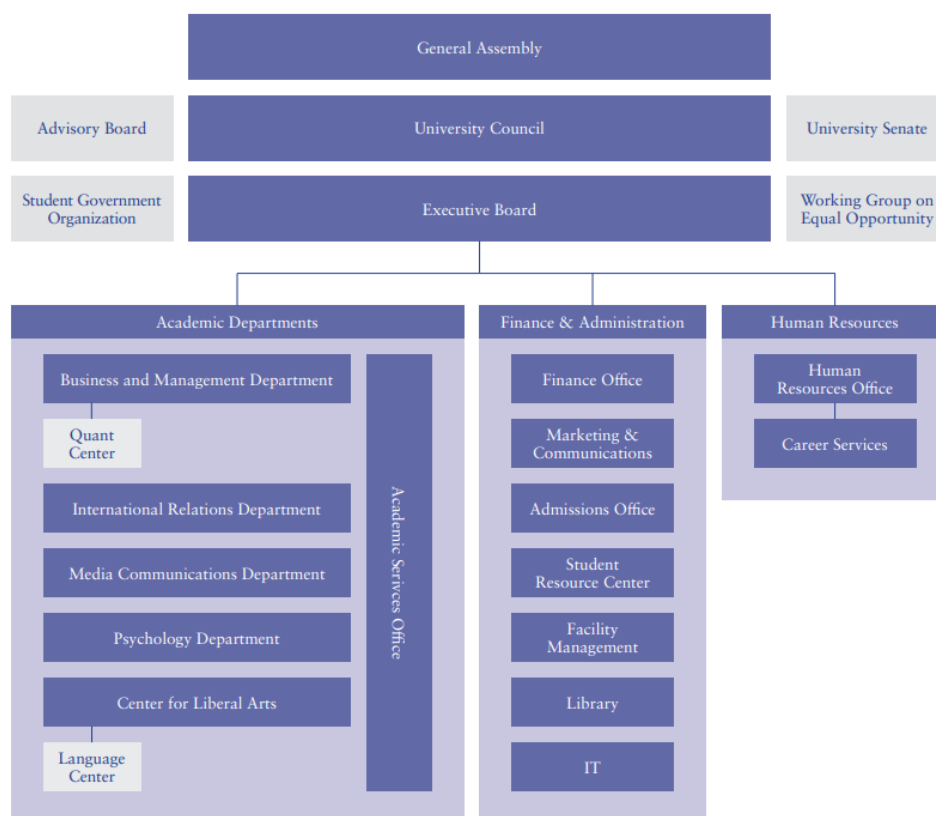 General Assembly
Advisory Board
University Council
University Senate
Student Government
Organization
Executive Board
Working Group on
Equal Opportunity
Academic Departments
Business and Management Department
Quant
Center
International Relations Department
Media Communications Department
Psychology Department
Center for Liberal Arts
Language
Center
Academic Serivces Office
Finance & Administration
Finance Office
Marketing &
Communications
Admissions Office
Student
Resource Center
Facility
Management
Library
IT
Human Resources
Human
Resources Office
Career Services